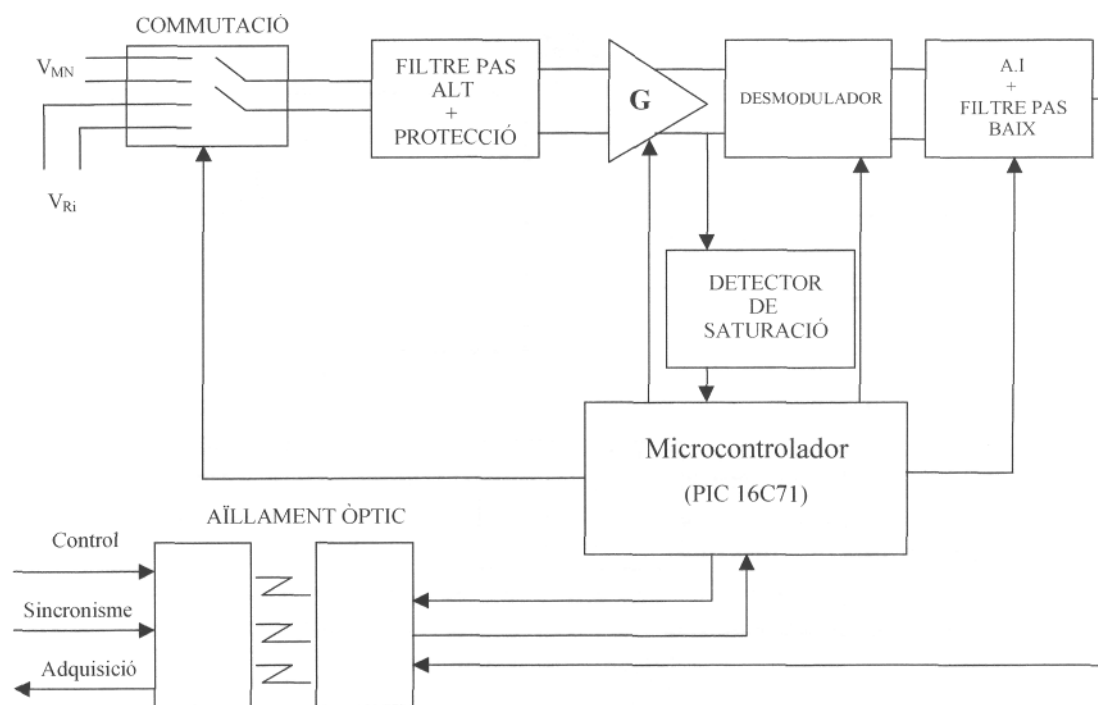 COMMUTACIÓ
V_MN
V_Ri
FILTRE PAS
ALT
+
PROTECCIÓ
G
DESMODULADOR
A.I
+
FILTRE PAS
BAIX
DETECTOR
DE
SATURACIÓ
Microcontrolador
(PIC 16C71)
AÏLLAMENT ÒPTIC
Control
Sincronisme
Adquisició